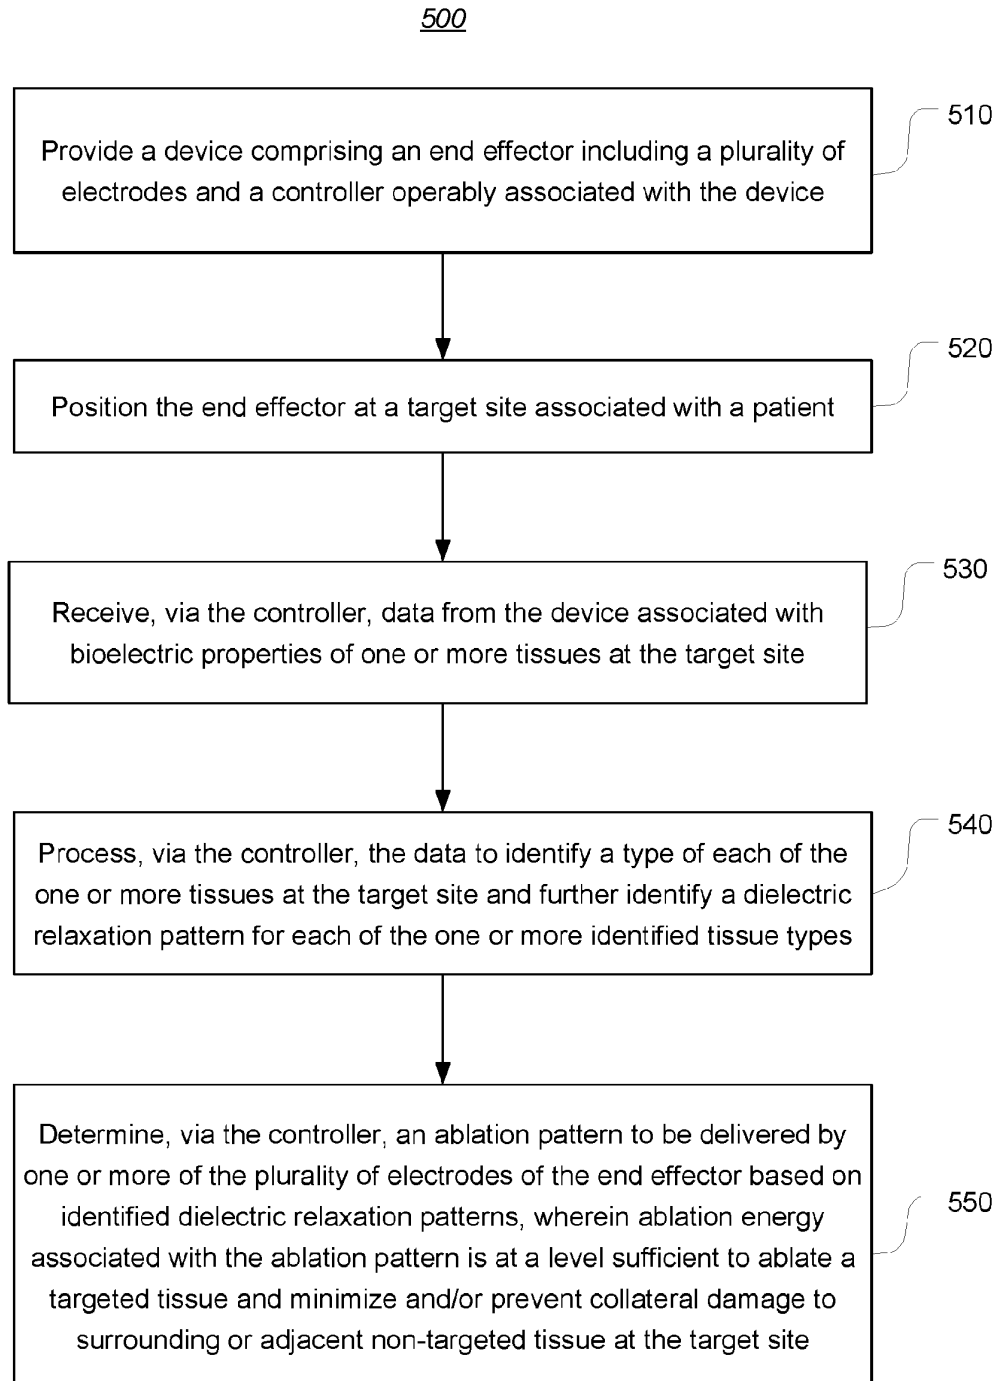 500
510
Provide a device comprising an end effector including a plurality of
electrodes and a controller operably associated with the device
520
Position the end effector at a target site associated with a patient
530
Receive, via the controller, data from the device associated with
bioelectric properties of one or more tissues at the target site
540
Process, via the controller, the data to identify a type of each of the
one or more tissues at the target site and further identify a dielectric
relaxation pattern for each of the one or more identified tissue types
Determine, via the controller, an ablation pattern to be delivered by
one or more of the plurality of electrodes of the end effector based on
identified dielectric relaxation patterns, wherein ablation energy
associated with the ablation pattern is at a level sufficient to ablate a
targeted tissue and minimize and/or prevent collateral damage to
surrounding or adjacent non-targeted tissue at the target site
550